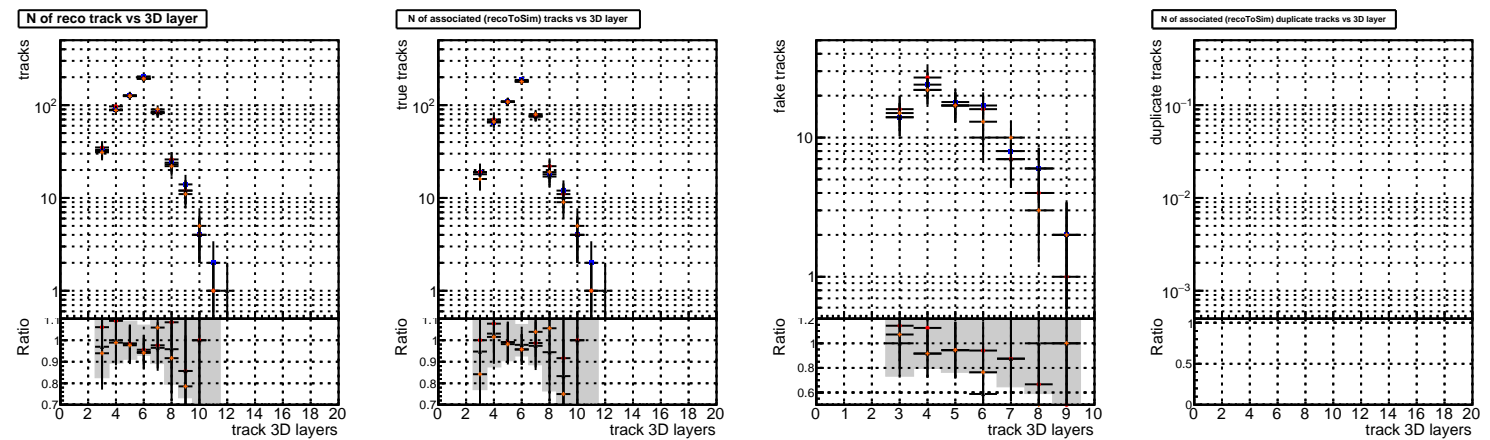 N of reco track vs 3D layer
tracks
10²
10
1
Ratio
1.1
1
0.9
0.8
0.7
0 2 4 6 8 10 12 14 16 18 20
track 3D layers
N of associated (recoToSim) tracks vs 3D layer
true tracks
10²
10
1
Ratio
1.1
1
0.9
0.8
0.7
0 2 4 6 8 10 12 14 16 18 20
track 3D layers
fake tracks
10
1
Ratio
1.2
1
0.8
0.6
0 1 2 3 4 5 6 7 8 9 10
track 3D layers
N of associated (recoToSim) duplicate tracks vs 3D layer
duplicate tracks
10⁻¹
10⁻²
10⁻³
Ratio
1
0.5
0
0 2 4 6 8 10 12 14 16 18 20
track 3D layers